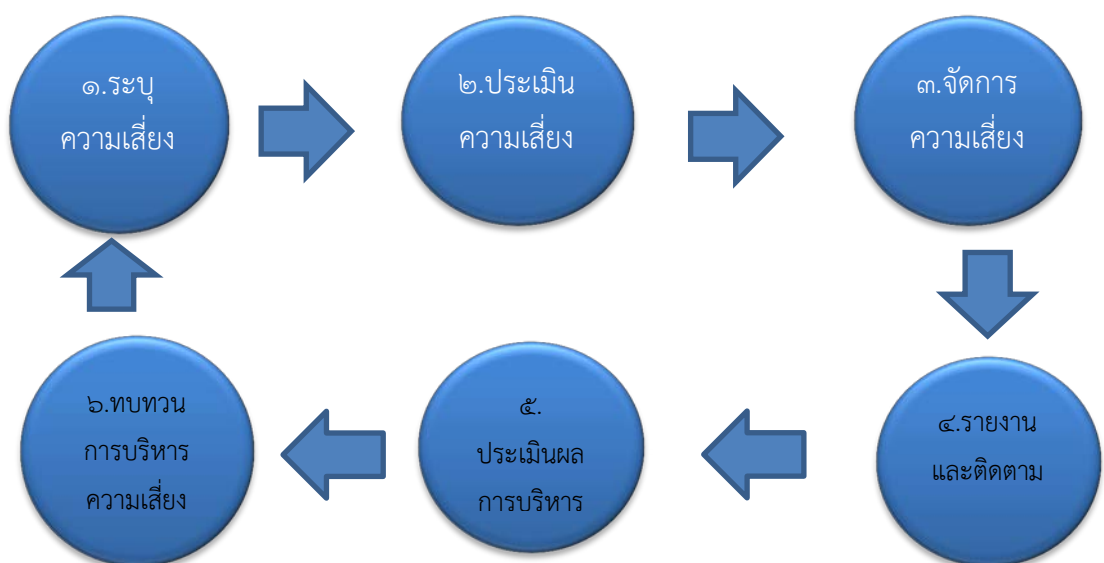 ๑.ระบุ
ความเสี่ยง
๒.ประเมิน
ความเสี่ยง
๓.จัดการ
ความเสี่ยง
๔.รายงาน
และติดตาม
๕.
ประเมินผล
การบริหาร
๖.ทบทวน
การบริหาร
ความเสี่ยง